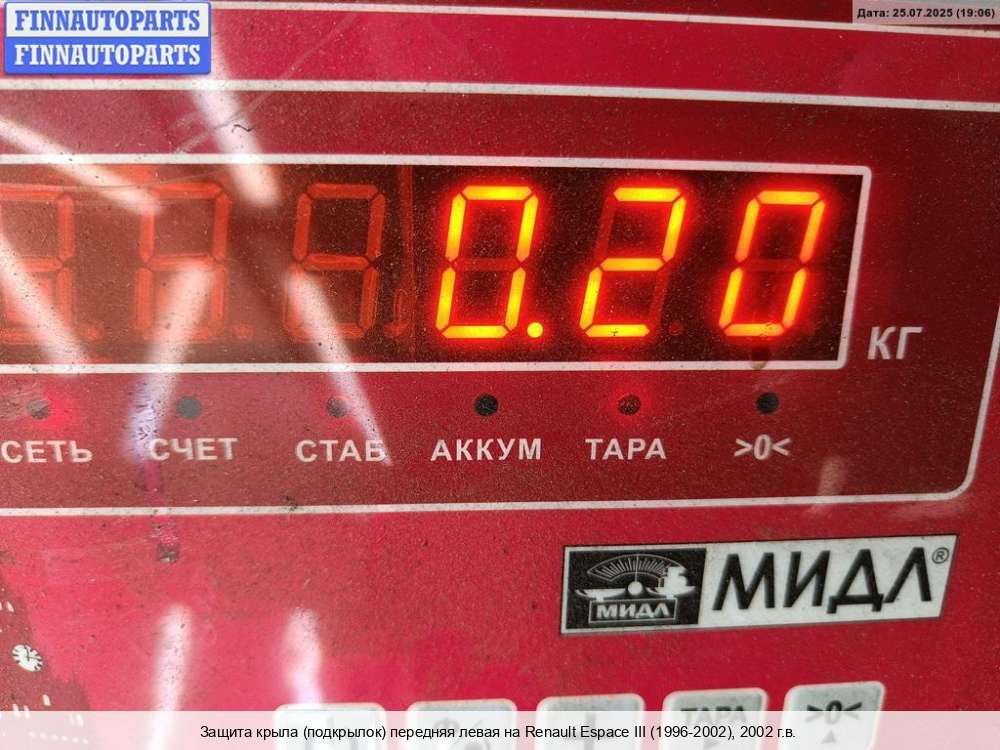 FINNAUTOPARTS
FINNAUTOPARTS
Дата: 25.07.2025 (19:06)
0.20
КГ
СЕТЬ СЧЕТ СТАБ АККУМ ТАРА >0<
МИДЛ
МИДЛ®
ТАРА >0<
Защита крыла (подкрылок) передняя левая на Renault Espace III (1996-2002), 2002 г.в.